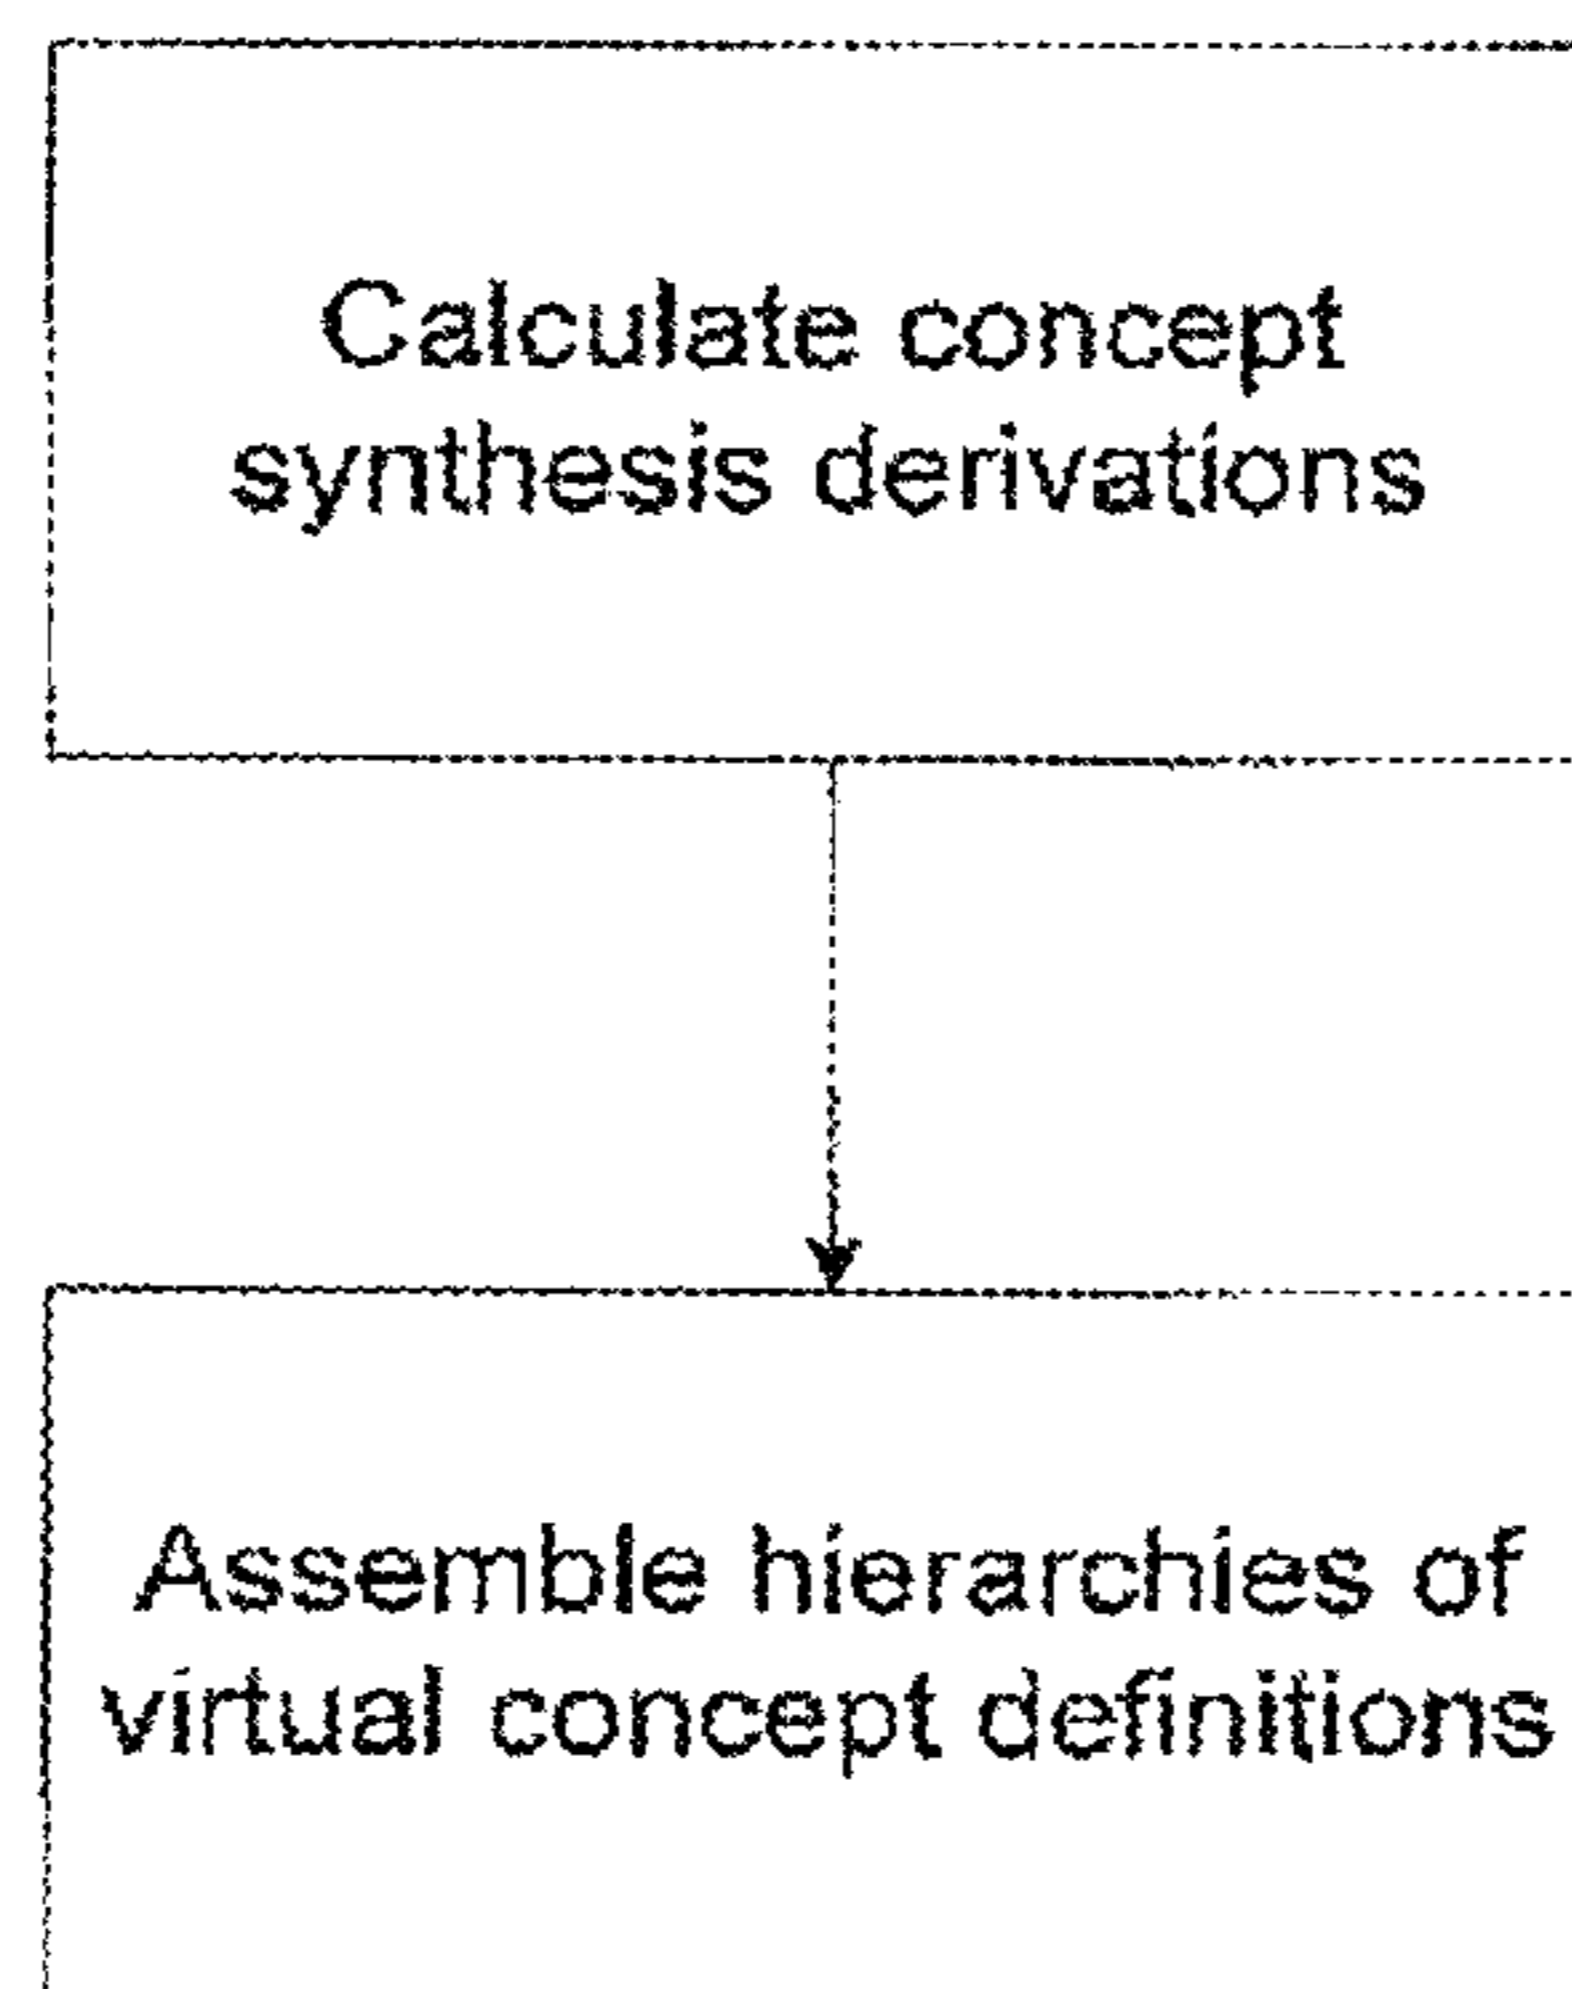 Calculate concept
synthesis derivations
Assemble hierarchies of
virtual concept definitions